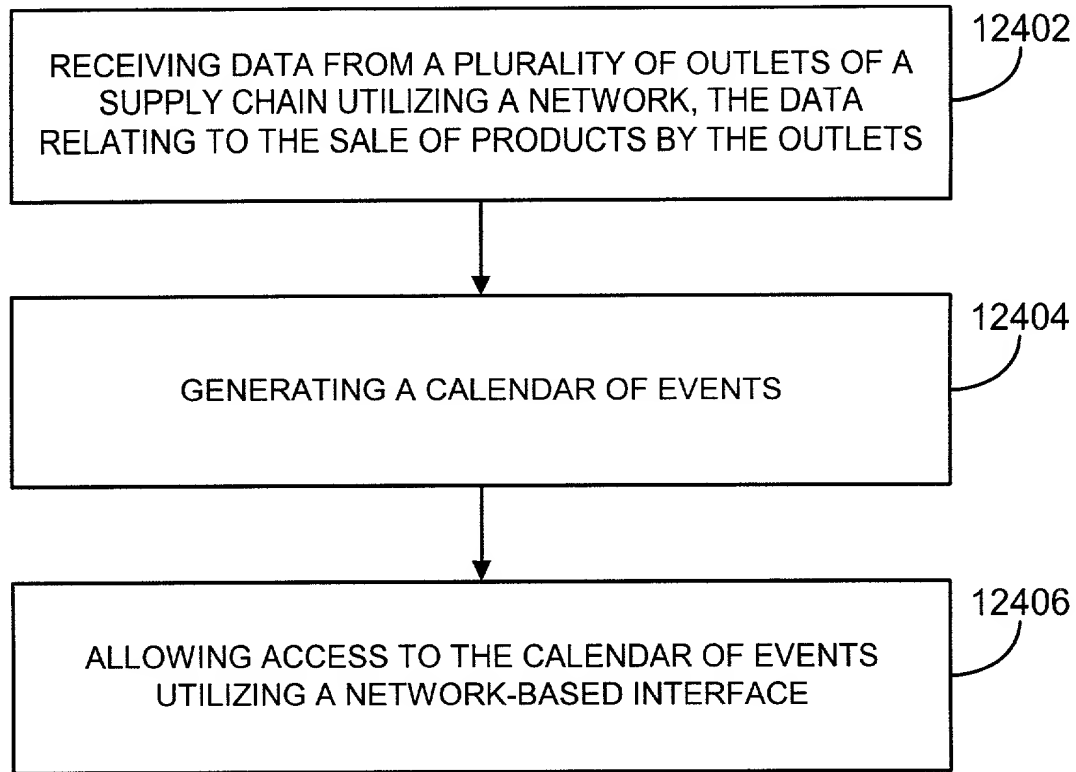 12402
RECEIVING DATA FROM A PLURALITY OF OUTLETS OF A
SUPPLY CHAIN UTILIZING A NETWORK, THE DATA
RELATING TO THE SALE OF PRODUCTS BY THE OUTLETS
12404
GENERATING A CALENDAR OF EVENTS
12406
ALLOWING ACCESS TO THE CALENDAR OF EVENTS
UTILIZING A NETWORK-BASED INTERFACE